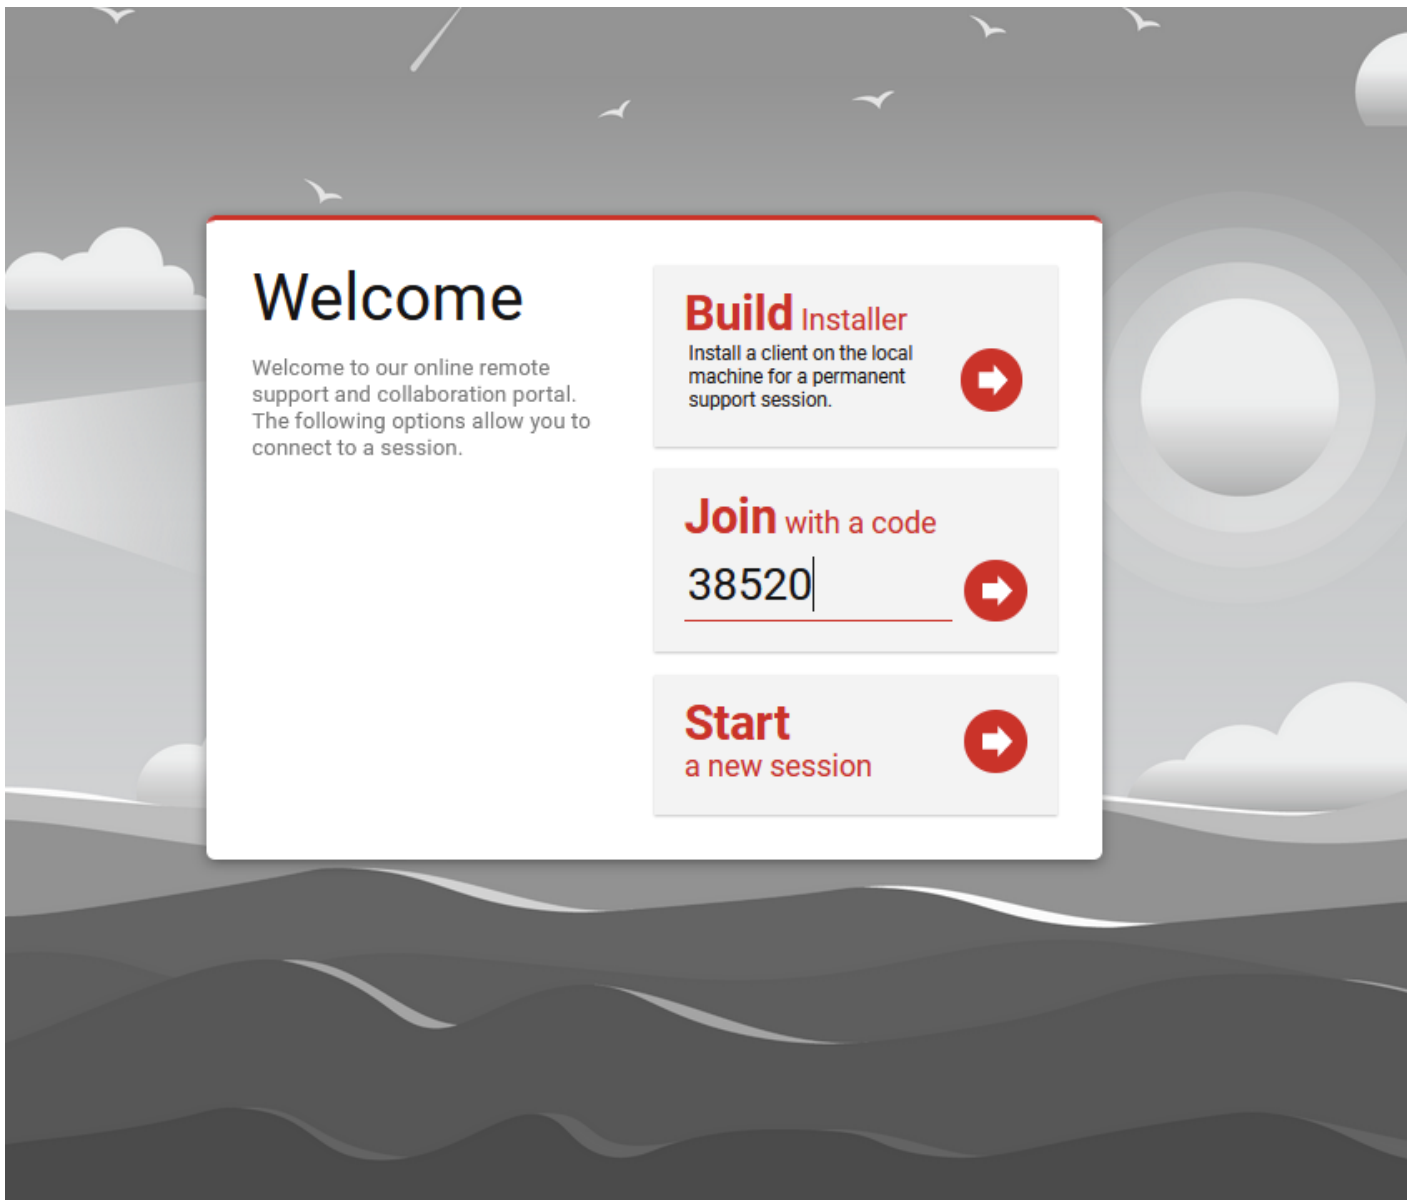 Welcome
Welcome to our online remote
support and collaboration portal.
The following options allow you to
connect to a session.
Build Installer
Install a client on the local
machine for a permanent
support session.
Join with a code
38520
Start
a new session